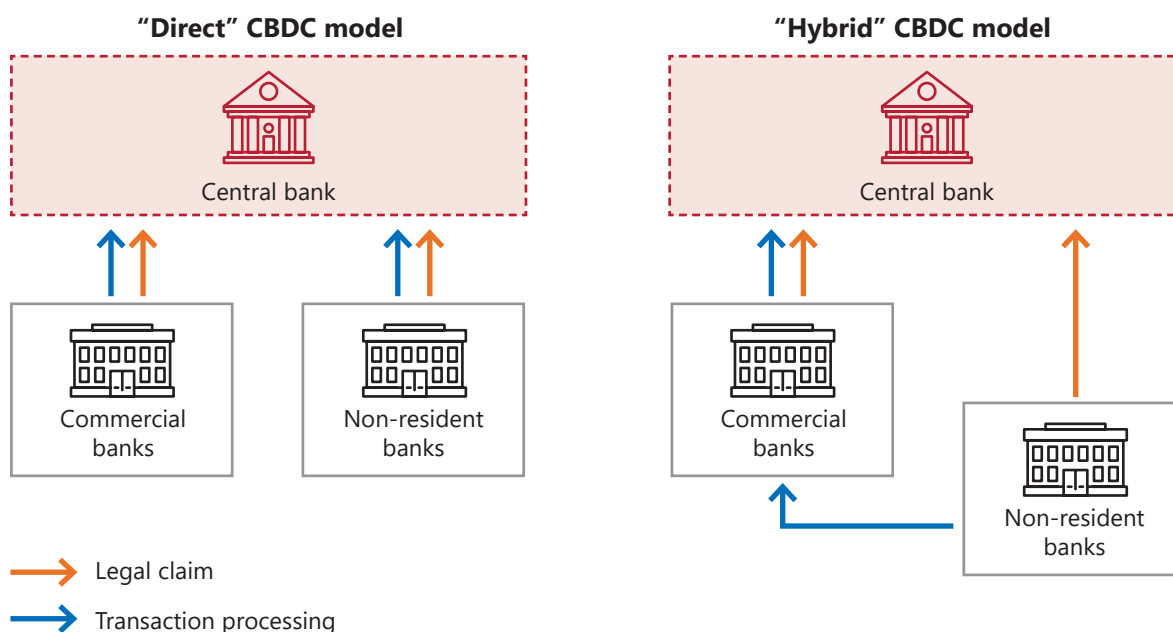 “Direct” CBDC model
Central bank
Commercial
banks
Non-resident
banks
“Hybrid” CBDC model
Central bank
Commercial
banks
Non-resident
banks
Legal claim
Transaction processing